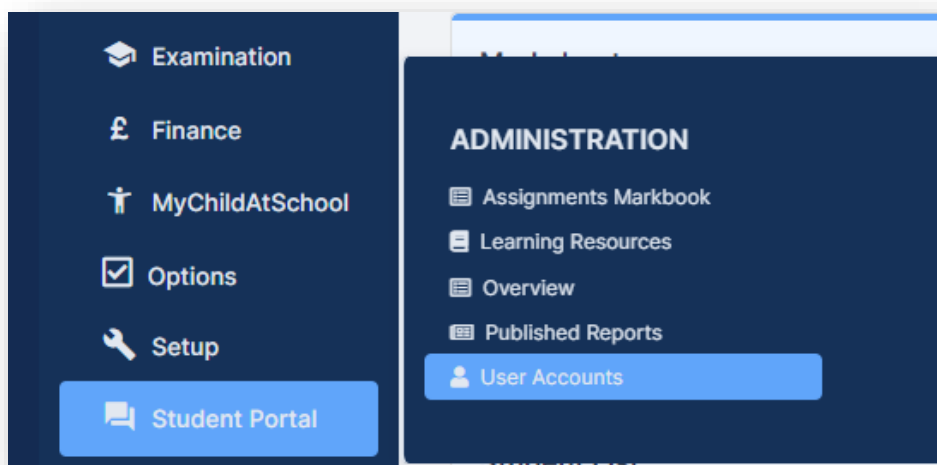 Examination
Finance
MyChildAtSchool
Options
Setup
Student Portal
ADMINISTRATION
Assignments Markbook
Learning Resources
Overview
Published Reports
User Accounts